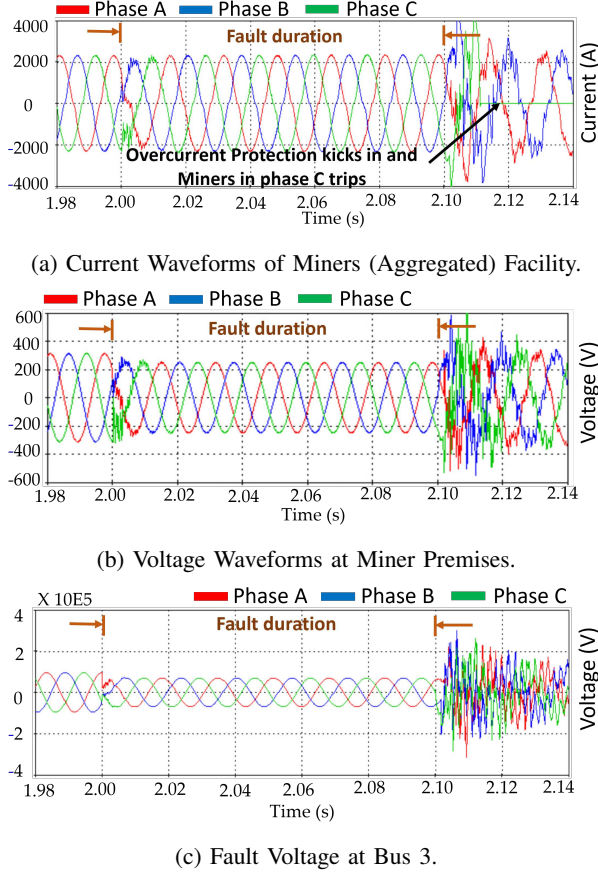 Phase A Phase B Phase C
Fault duration
4000
2000
0
-2000
-4000
Current (A)
Overcurrent Protection kicks in and
Miners in phase C trips
1.98 2.00 2.02 2.04 2.06 2.08 2.10 2.12 2.14
Time (s)
(a) Current Waveforms of Miners (Aggregated) Facility.
Phase A Phase B Phase C
Fault duration
600
400
200
0
-200
-400
-600
Voltage (V)
1.98 2.00 2.02 2.04 2.06 2.08 2.10 2.12 2.14
Time (s)
(b) Voltage Waveforms at Miner Premises.
X 10E5
Phase A Phase B Phase C
Fault duration
4
2
0
-2
-4
Voltage (V)
1.98 2.00 2.02 2.04 2.06 2.08 2.10 2.12 2.14
Time (s)
(c) Fault Voltage at Bus 3.